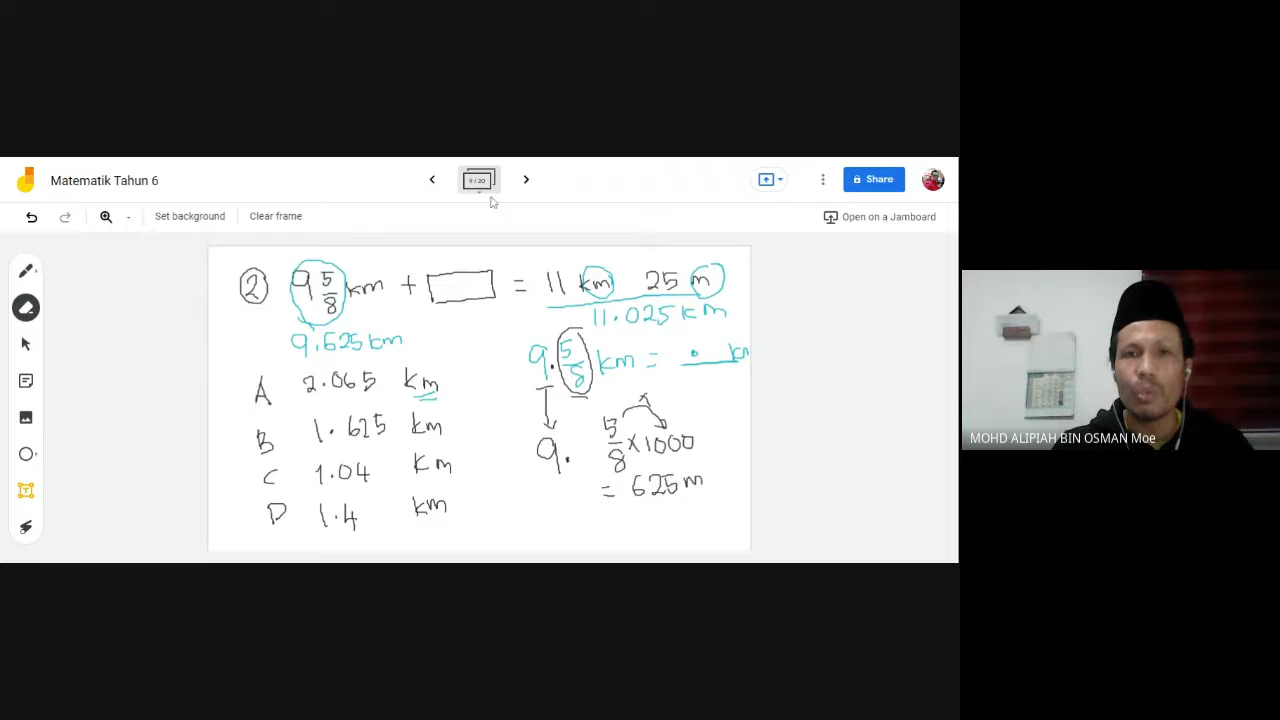 Matematik Tahun 6
9 / 20
Share
Set background
Clear frame
Open on a Jamboard
2 9 5/8 km + = 11 km 25 m
11.025 km
9.625 km
9. 5/8 km = . km
A 2.065 km
B 1.625 km
C 1.04 km
D 1.4 km
9.
5/8 × 1000
= 625 m
MOHD ALIPIAH BIN OSMAN Moe